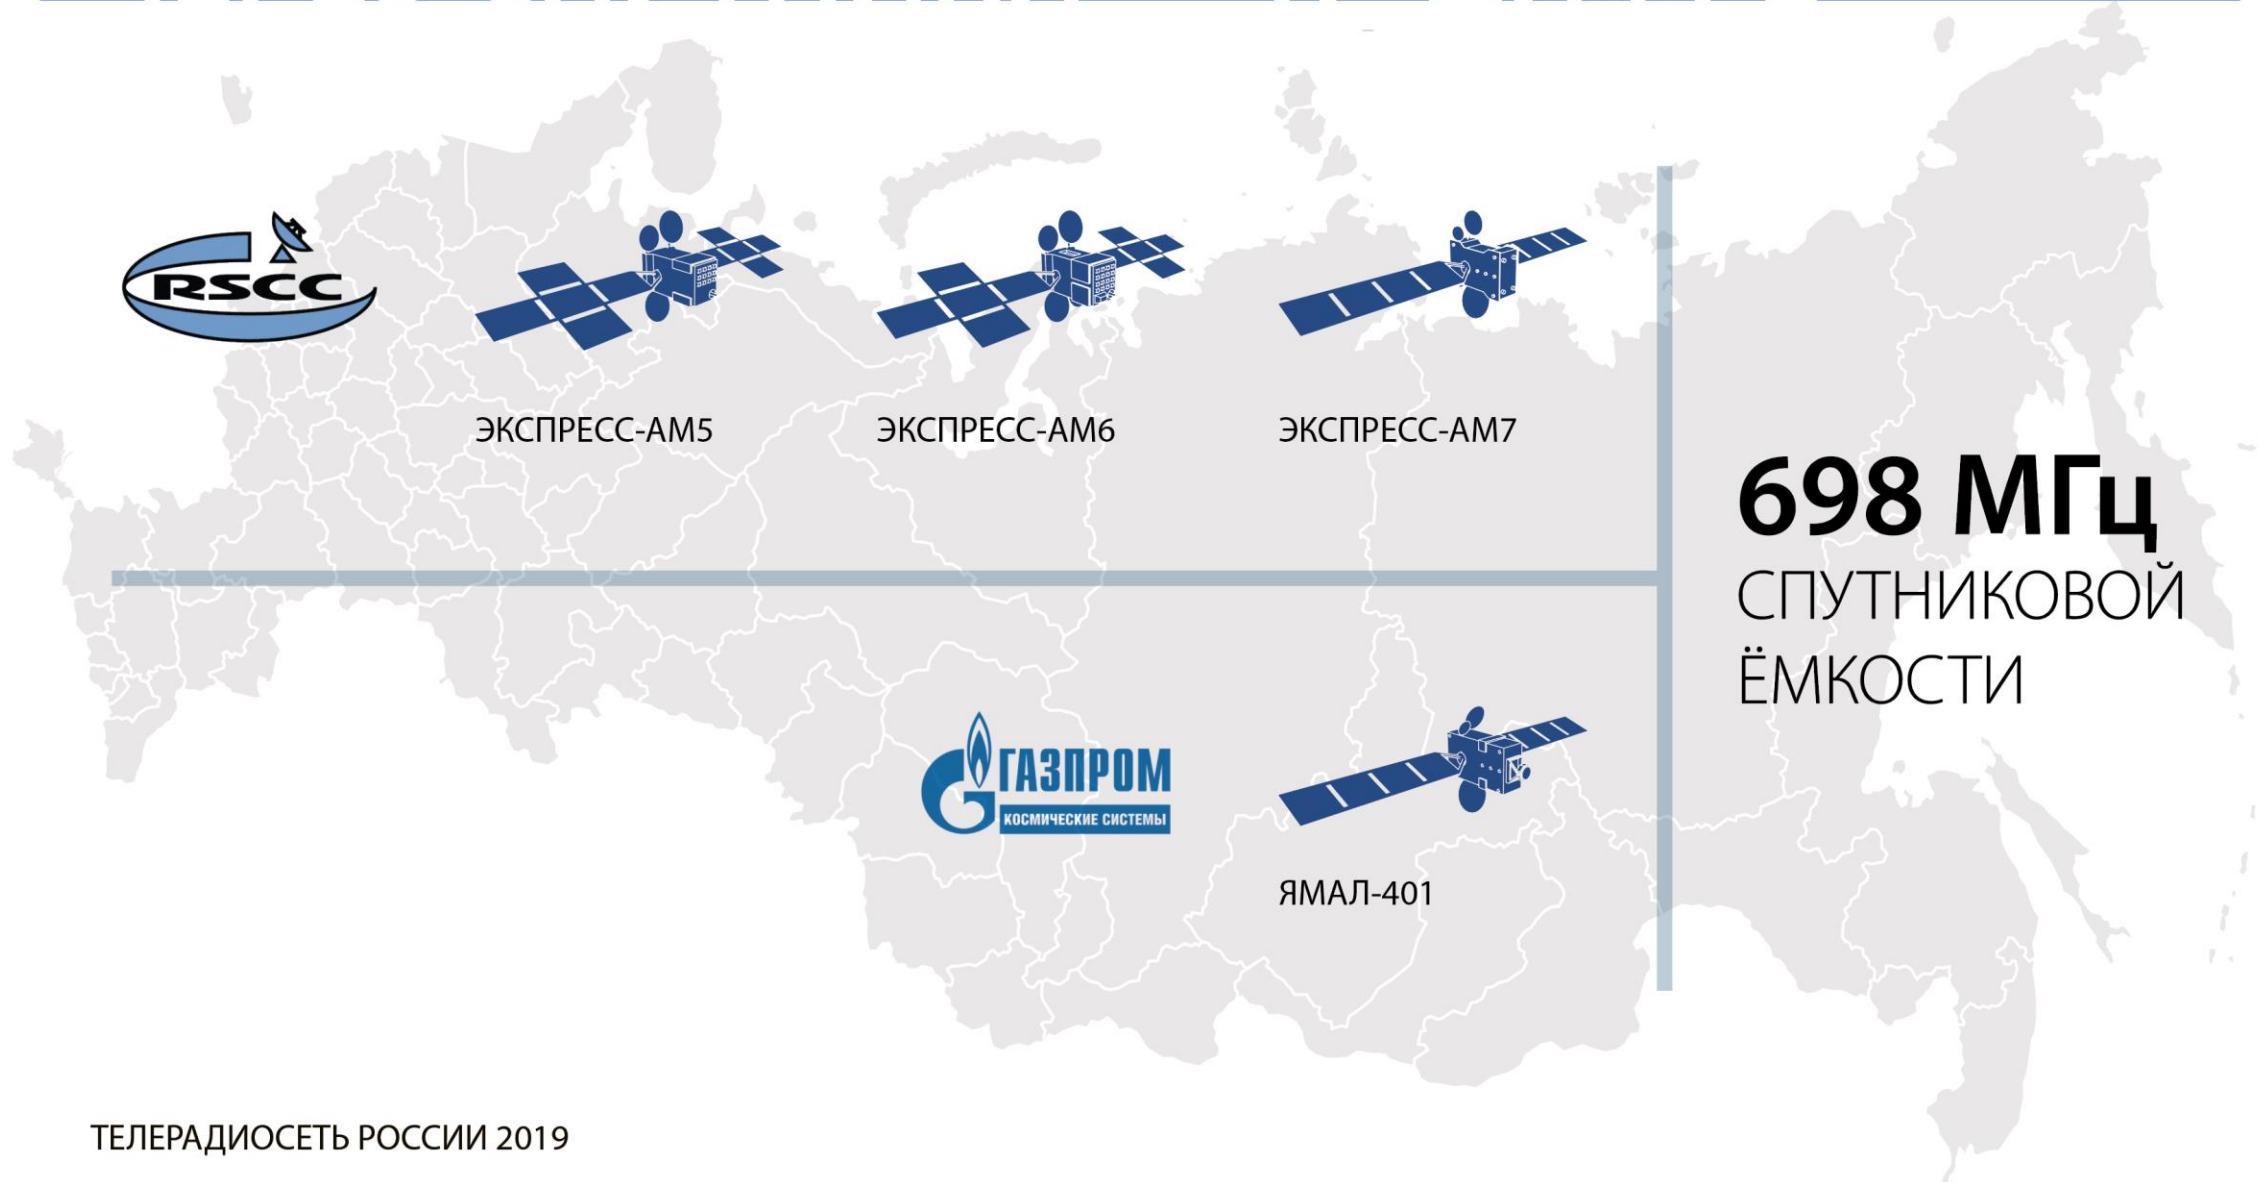 RSCC
ЭКСПРЕСС-АМ5
ЭКСПРЕСС-АМ6
ЭКСПРЕСС-АМ7
698 МГц
СПУТНИКОВОЙ
ЁМКОСТИ
ГАЗПРОМ
КОСМИЧЕСКИЕ СИСТЕМЫ
ЯМАЛ-401
ТЕЛЕРАДИОСЕТЬ РОССИИ 2019